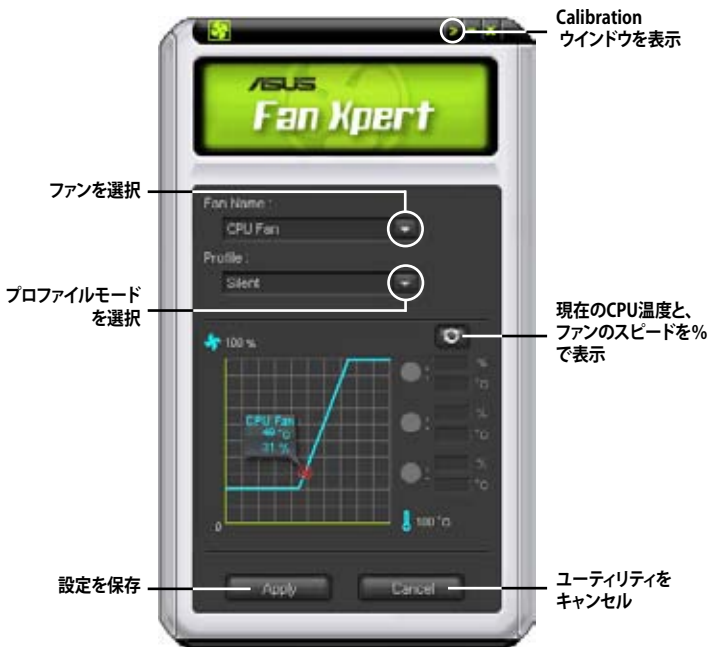 Calibration
ウインドウを表示
ASUS
Fan Xpert
ファンを選択
Fan Name :
CPU Fan
プロファイルモード
を選択
Profile :
Silent
現在のCPU温度と、
ファンのスピードを%
で表示
100 %
%
°C
CPU Fan
49 °C
31 %
%
°C
%
°C
0
100 °C
設定を保存
Apply
Cancel
ユーティリティを
キャンセル